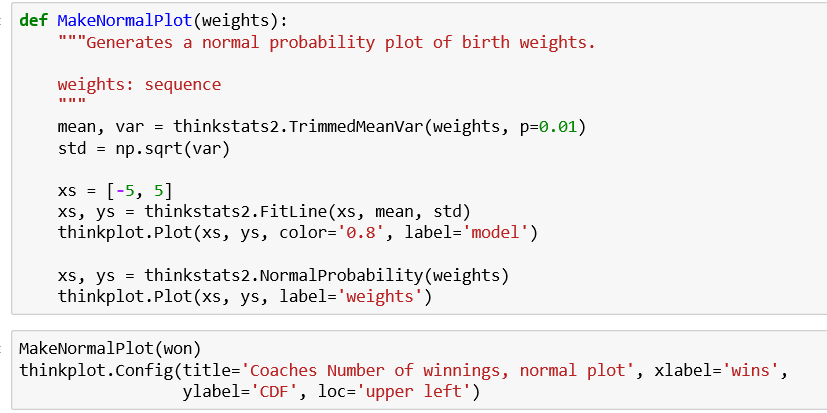 def MakeNormalPlot(weights):
    """Generates a normal probability plot of birth weights.

    weights: sequence
    """
    mean, var = thinkstats2.TrimmedMeanVar(weights, p=0.01)
    std = np.sqrt(var)

    xs = [-5, 5]
    xs, ys = thinkstats2.FitLine(xs, mean, std)
    thinkplot.Plot(xs, ys, color='0.8', label='model')

    xs, ys = thinkstats2.NormalProbability(weights)
    thinkplot.Plot(xs, ys, label='weights')

MakeNormalPlot(won)
thinkplot.Config(title='Coaches Number of winnings, normal plot', xlabel='wins',
                 ylabel='CDF', loc='upper left')